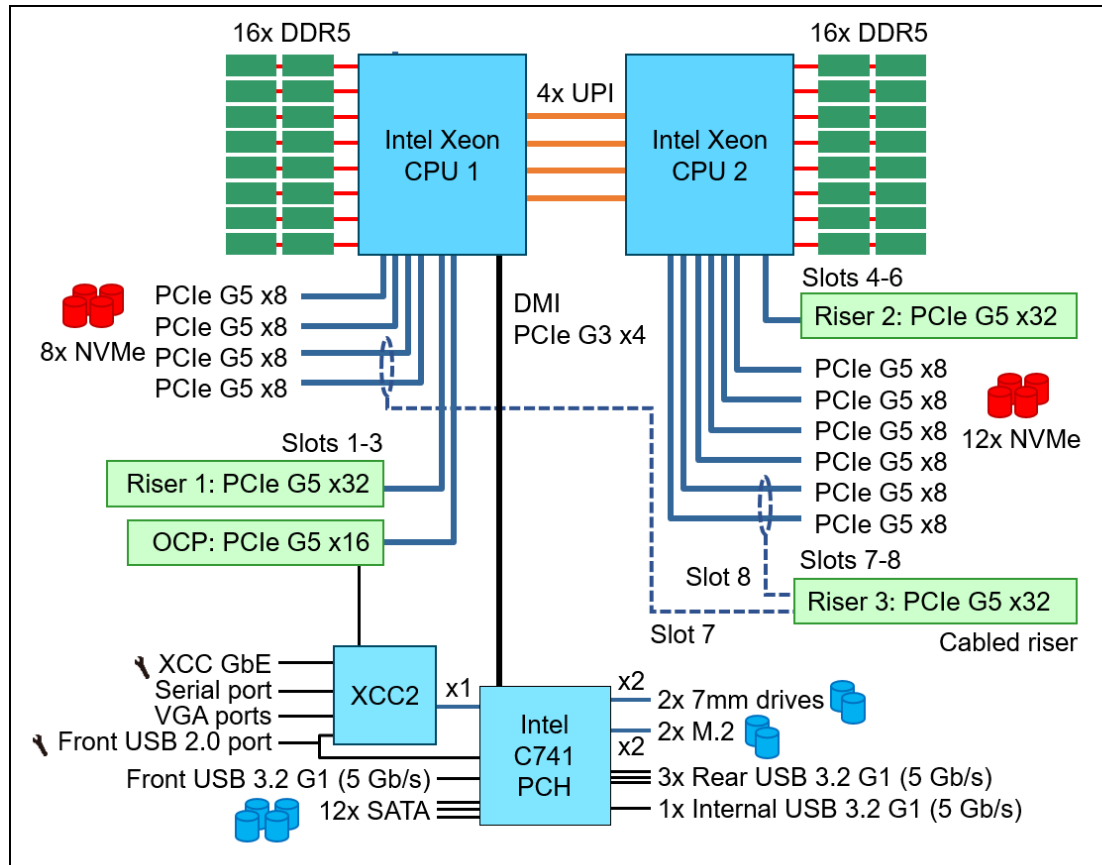 16x DDR5
16x DDR5
4x UPI
Intel Xeon
CPU 1
Intel Xeon
CPU 2
PCIe G5 x8
PCIe G5 x8
PCIe G5 x8
PCIe G5 x8
8x NVMe
DMI
PCIe G3 x4
Slots 4-6
Riser 2: PCIe G5 x32
PCIe G5 x8
PCIe G5 x8
PCIe G5 x8
PCIe G5 x8
PCIe G5 x8
PCIe G5 x8
12x NVMe
Slots 1-3
Riser 1: PCIe G5 x32
OCP: PCIe G5 x16
Slots 7-8
Slot 8
Riser 3: PCIe G5 x32
Slot 7
Cabled riser
XCC GbE
Serial port
VGA ports
Front USB 2.0 port
XCC2
x1
Intel
C741
PCH
x2
2x 7mm drives
2x M.2
x2
Front USB 3.2 G1 (5 Gb/s)
12x SATA
3x Rear USB 3.2 G1 (5 Gb/s)
1x Internal USB 3.2 G1 (5 Gb/s)